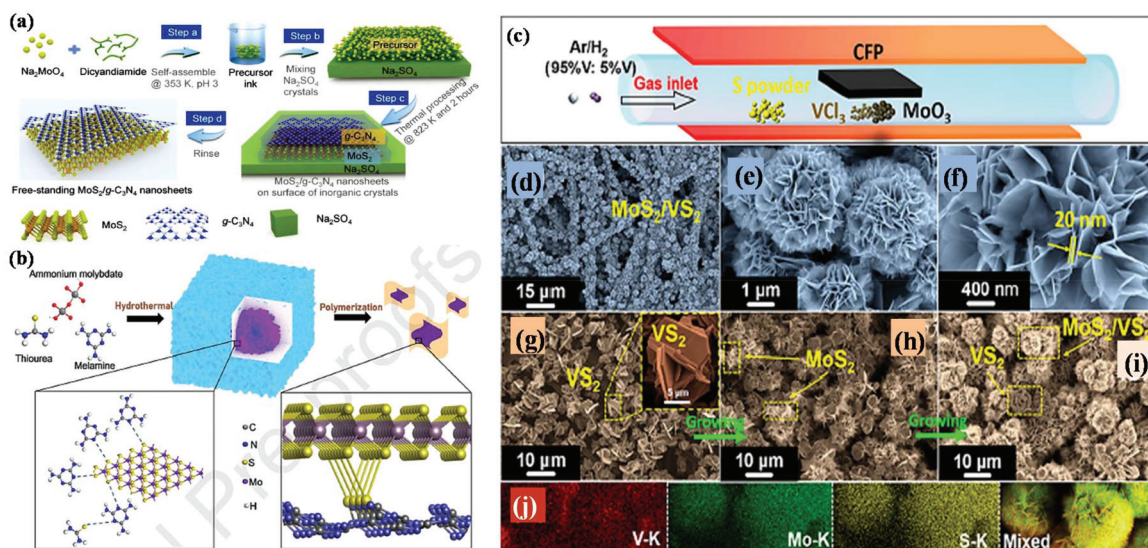 (a)
Step a
Step b
Na₂MoO₄
Dicyandiamide
Self-assemble
@ 353 K, pH 3
Precursor
ink
Mixing
Na₂SO₄
crystals
Precursor
Na₂SO₄
Step c
Thermal processing
@ 823 K and 2 hours
Step d
Rinse
g-C₃N₄
MoS₂
Na₂SO₄
MoS₂/g-C₃N₄ nanosheets
on surface of inorganic crystals
Free-standing MoS₂/g-C₃N₄ nanosheets
MoS₂
g-C₃N₄
Na₂SO₄
(b)
Ammonium molybdate
Hydrothermal
Polymerization
Thiourea
Melamine
C
N
S
Mo
H
(c)
Ar/H₂
(95%V: 5%V)
Gas inlet
CFP
S powder
VCl₃
MoO₃
(d)
MoS₂/VS₂
15 µm
(e)
1 µm
(f)
20 nm
400 nm
(g)
VS₂
VS₂
5 µm
10 µm
(h)
MoS₂
Growing
10 µm
MoS₂/VS
VS₂
(i)
Growing
10 µm
(j)
V-K
Mo-K
S-K
Mixed
l Preproofs